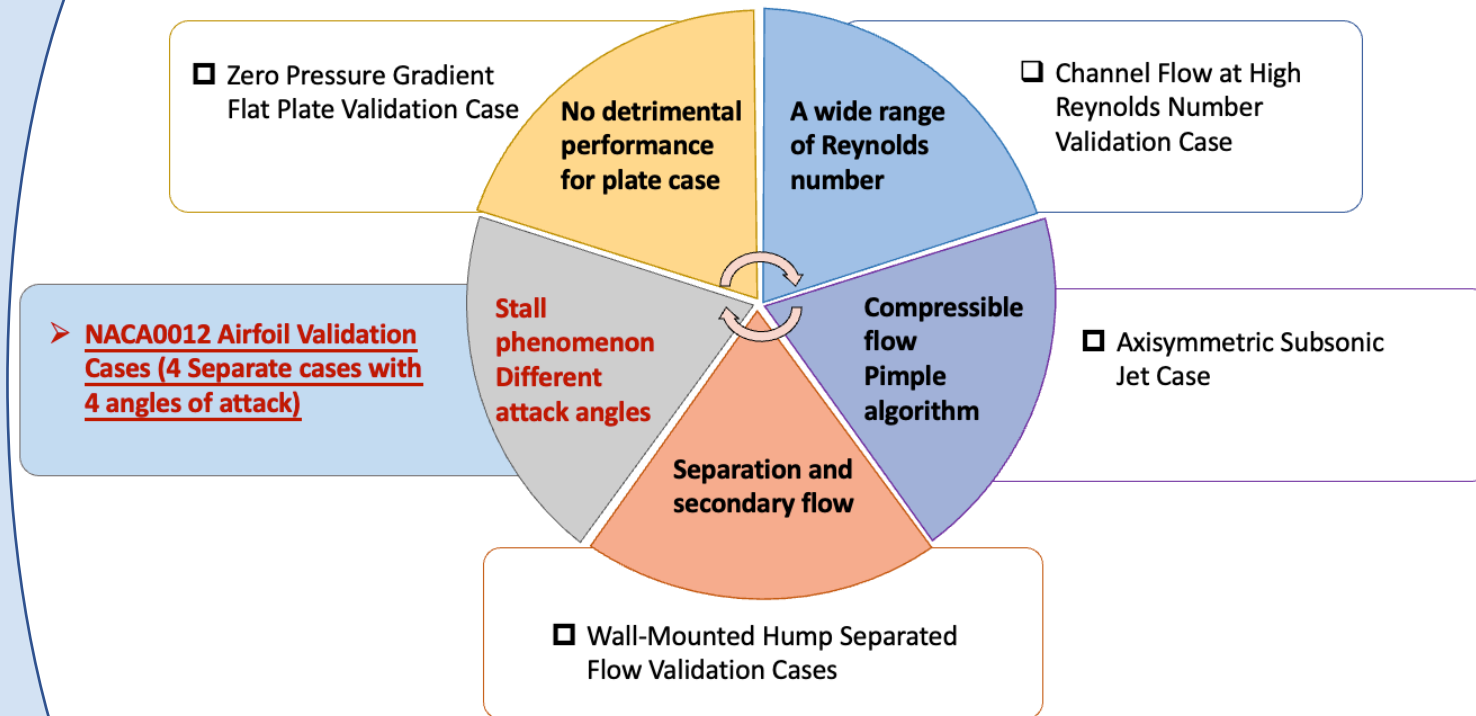 Zero Pressure Gradient
Flat Plate Validation Case
No detrimental
performance
for plate case
A wide range
of Reynolds
number
Channel Flow at High
Reynolds Number
Validation Case
NACA0012 Airfoil Validation
Cases (4 Separate cases with
4 angles of attack)
Stall
phenomenon
Different
attack angles
Compressible
flow
Pimple
algorithm
Axisymmetric Subsonic
Jet Case
Separation and
secondary flow
Wall-Mounted Hump Separated
Flow Validation Cases